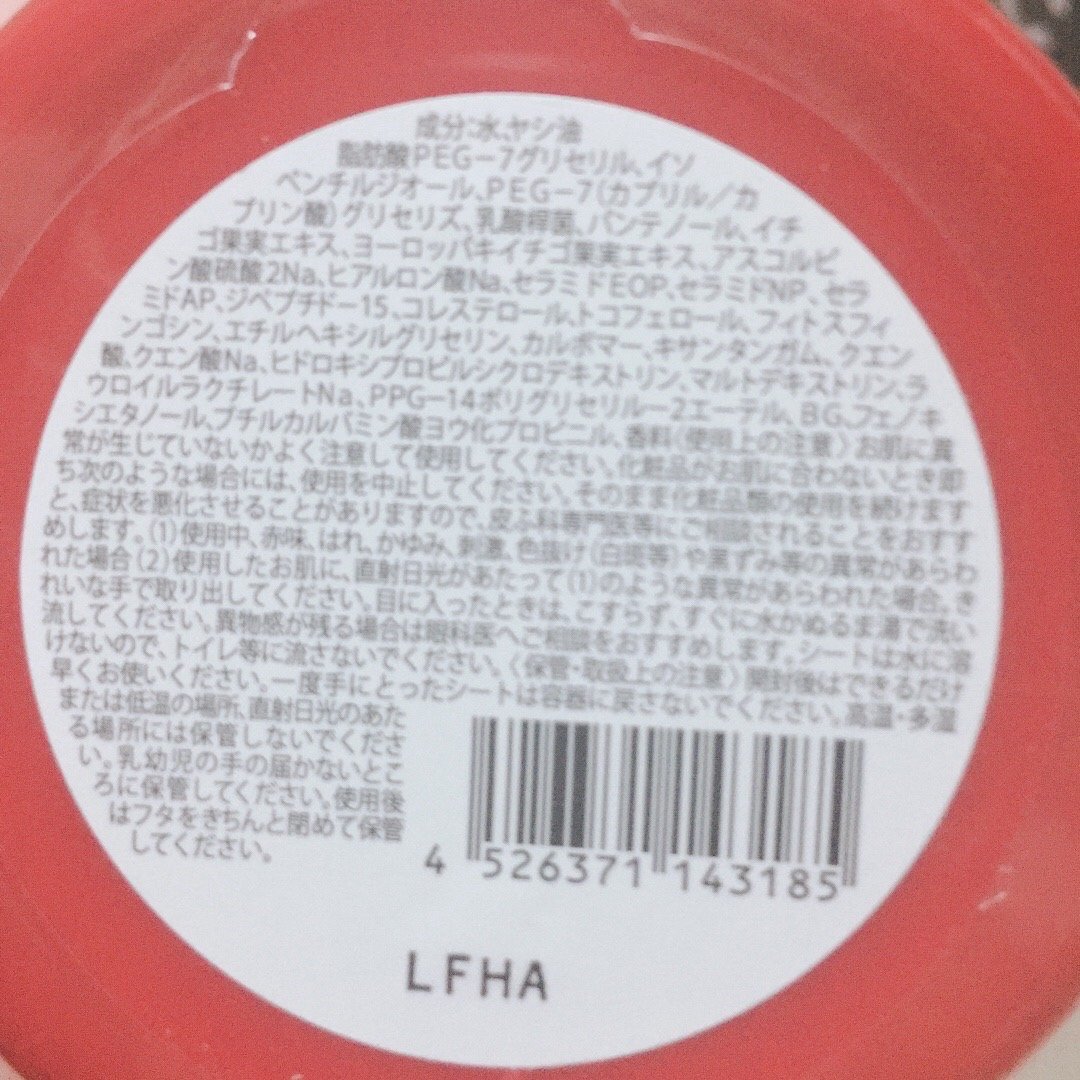 成分:水、ヤシ油
脂肪酸PEG-7グリセリル、イソ
ペンチルジオール、PEG-7(カプリル/カ
プリン酸)グリセリズ、乳酸桿菌、パンテノール、イチ
ゴ果実エキス、ヨーロッパキイチゴ果実エキス、アスコルビ
ン酸硫酸2Na、ヒアルロン酸Na、セラミドEOP、セラミドNP、セラ
ミドAP、ジペプチド-15、コレステロール、トコフェロール、フィトスフィ
ンゴシン、エチルヘキシルグリセリン、カルボマー、キサンタンガム、クエン
酸、クエン酸Na、ヒドロキシプロピルシクロデキストリン、マルトデキストリン、ラ
ウロイルラクチレートNa、PPG-14ポリグリセリル-2エーテル、BG、フェノキ
シエタノール、ブチルカルバミン酸ヨウ化プロピニル、香料〈使用上の注意〉お肌に異
常が生じていないかよく注意して使用してください。化粧品がお肌に合わないとき即
ち次のような場合には、使用を中止してください。そのまま化粧品類の使用を続けます
と、症状を悪化させることがありますので、皮ふ科専門医等にご相談されることをおすす
めします。(1)使用中、赤味、はれ、かゆみ、刺激、色抜け(白斑等)や黒ずみ等の異常があらわ
れた場合(2)使用したお肌に、直射日光があたって(1)のような異常があらわれた場合。き
れいな手で取り出してください。目に入ったときは、こすらず、すぐに水かぬるま湯で洗い
流してください。異物感が残る場合は眼科医へご相談をおすすめします。シートは水に溶
けないので、トイレ等に流さないでください。〈保管・取扱上の注意〉開封後はできるだけ
早くお使いください。一度手にとったシートは容器に戻さないでください。高温・多湿
または低温の場所、直射日光のあた
る場所には保管しないでくださ
い。乳幼児の手の届かないとこ
ろに保管してください。使用後
はフタをきちんと閉めて保管
してください。
4 526371 143185
LFHA